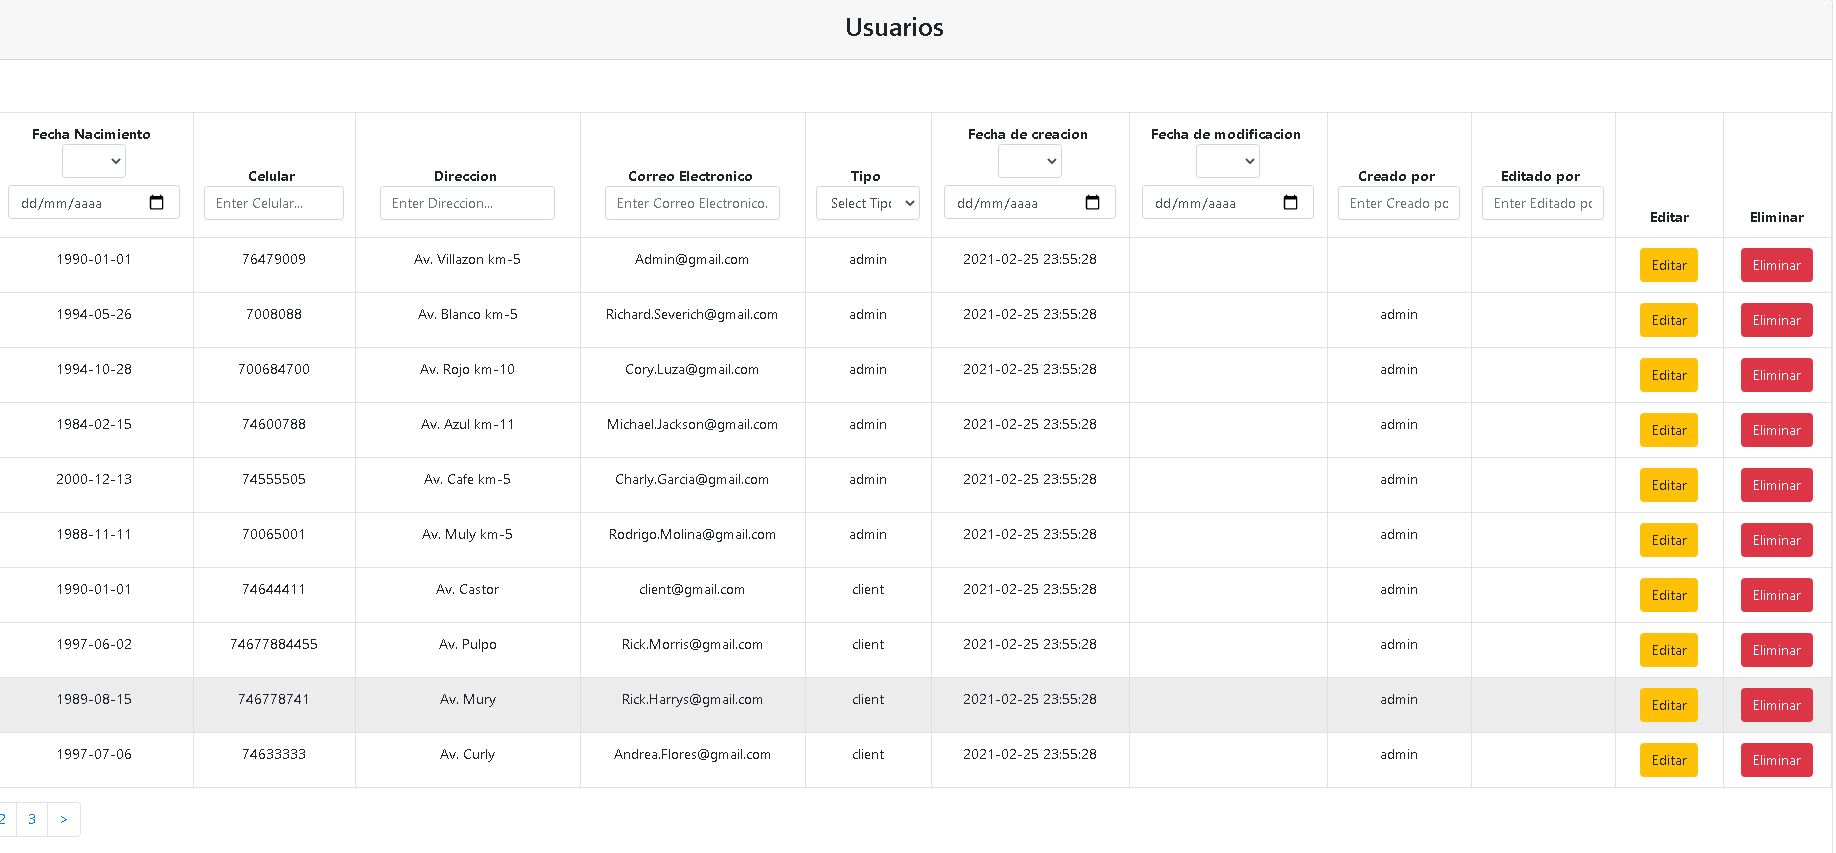 Usuarios
Fecha Nacimiento Celular Direccion Correo Electronico Tipo Fecha de creacion Fecha de modificacion Creado por Editado por Editar Eliminar
dd/mm/aaaa Enter Celular... Enter Direccion... Enter Correo Electronico. Select Tipo dd/mm/aaaa dd/mm/aaaa Enter Creado po Enter Editado po
1990-01-01 76479009 Av. Villazon km-5 Admin@gmail.com admin 2021-02-25 23:55:28 Editar Eliminar
1994-05-26 7008088 Av. Blanco km-5 Richard.Severich@gmail.com admin 2021-02-25 23:55:28 admin Editar Eliminar
1994-10-28 700684700 Av. Rojo km-10 Cory.Luza@gmail.com admin 2021-02-25 23:55:28 admin Editar Eliminar
1984-02-15 74600788 Av. Azul km-11 Michael.Jackson@gmail.com admin 2021-02-25 23:55:28 admin Editar Eliminar
2000-12-13 74555505 Av. Cafe km-5 Charly.Garcia@gmail.com admin 2021-02-25 23:55:28 admin Editar Eliminar
1988-11-11 70065001 Av. Muly km-5 Rodrigo.Molina@gmail.com admin 2021-02-25 23:55:28 admin Editar Eliminar
1990-01-01 74644411 Av. Castor client@gmail.com client 2021-02-25 23:55:28 admin Editar Eliminar
1997-06-02 74677884455 Av. Pulpo Rick.Morris@gmail.com client 2021-02-25 23:55:28 admin Editar Eliminar
1989-08-15 746778741 Av. Mury Rick.Harrys@gmail.com client 2021-02-25 23:55:28 admin Editar Eliminar
1997-07-06 74633333 Av. Curly Andrea.Flores@gmail.com client 2021-02-25 23:55:28 admin Editar Eliminar
2 3 >